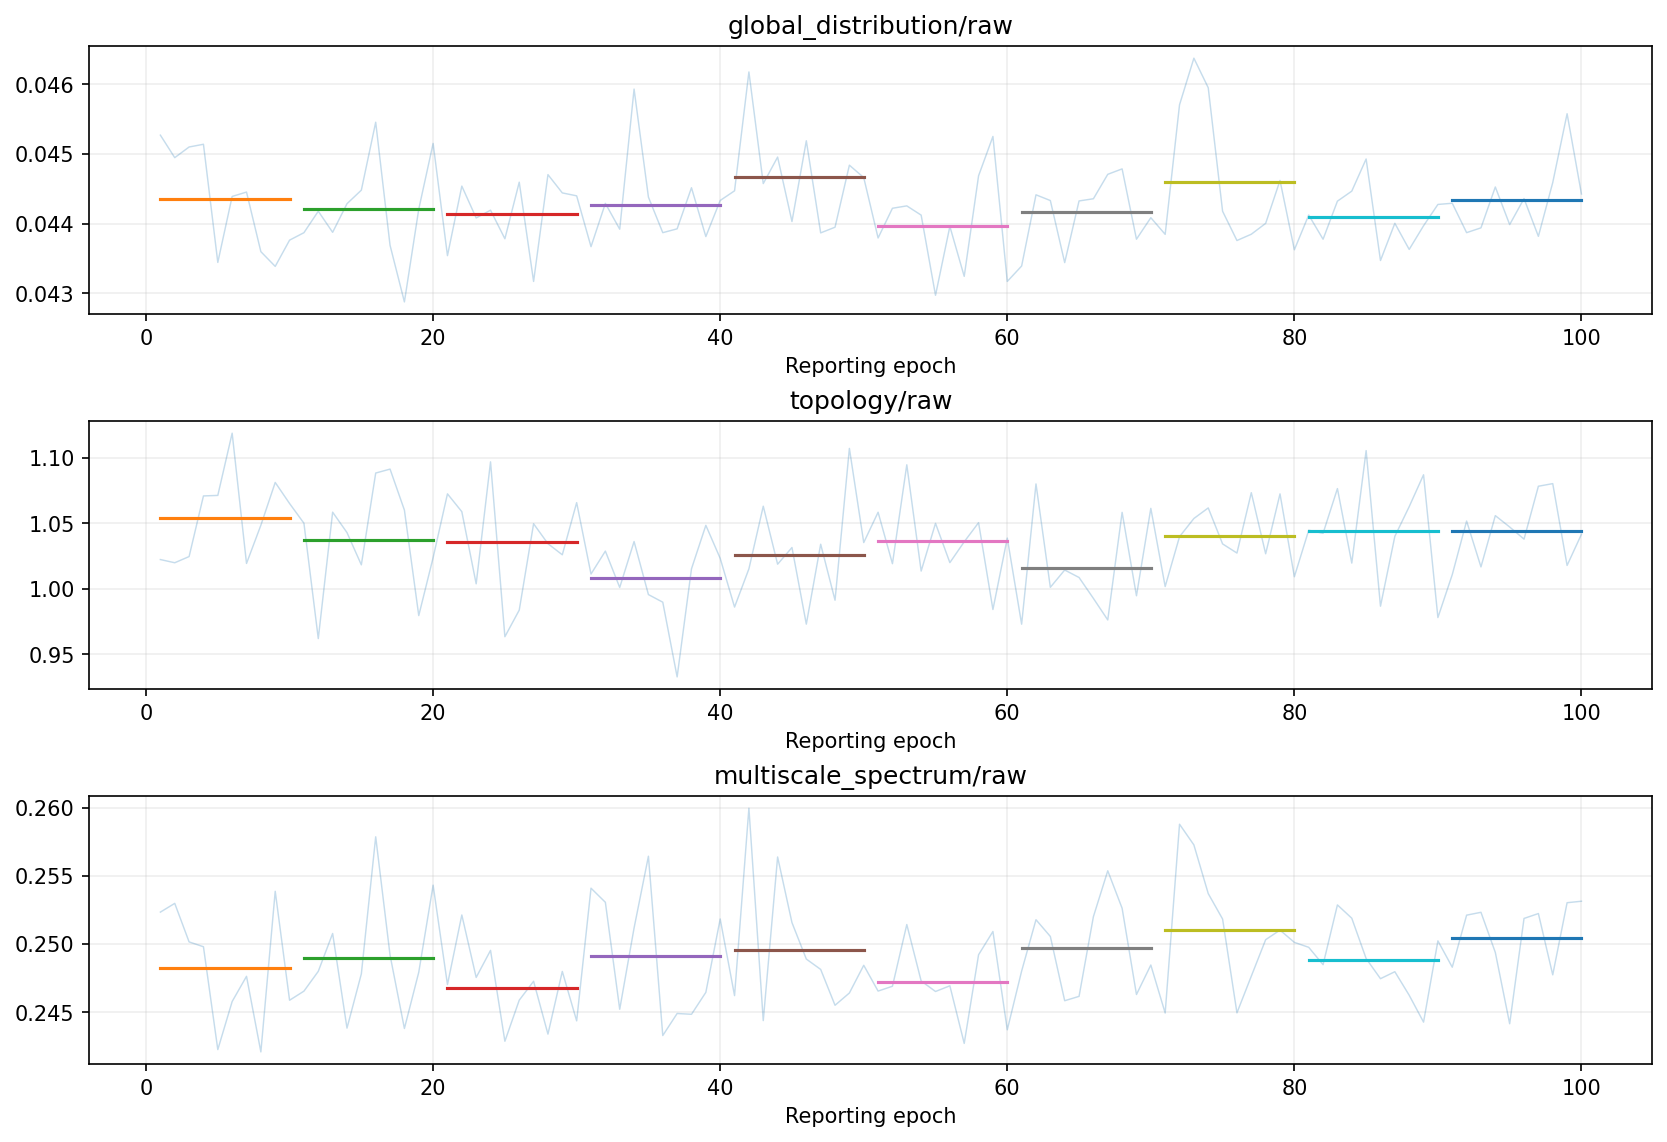 global_distribution/raw
0.046
0.045
0.044
0.043
0 20 40 60 80 100
Reporting epoch
topology/raw
1.10
1.05
1.00
0.95
0 20 40 60 80 100
Reporting epoch
multiscale_spectrum/raw
0.260
0.255
0.250
0.245
0 20 40 60 80 100
Reporting epoch